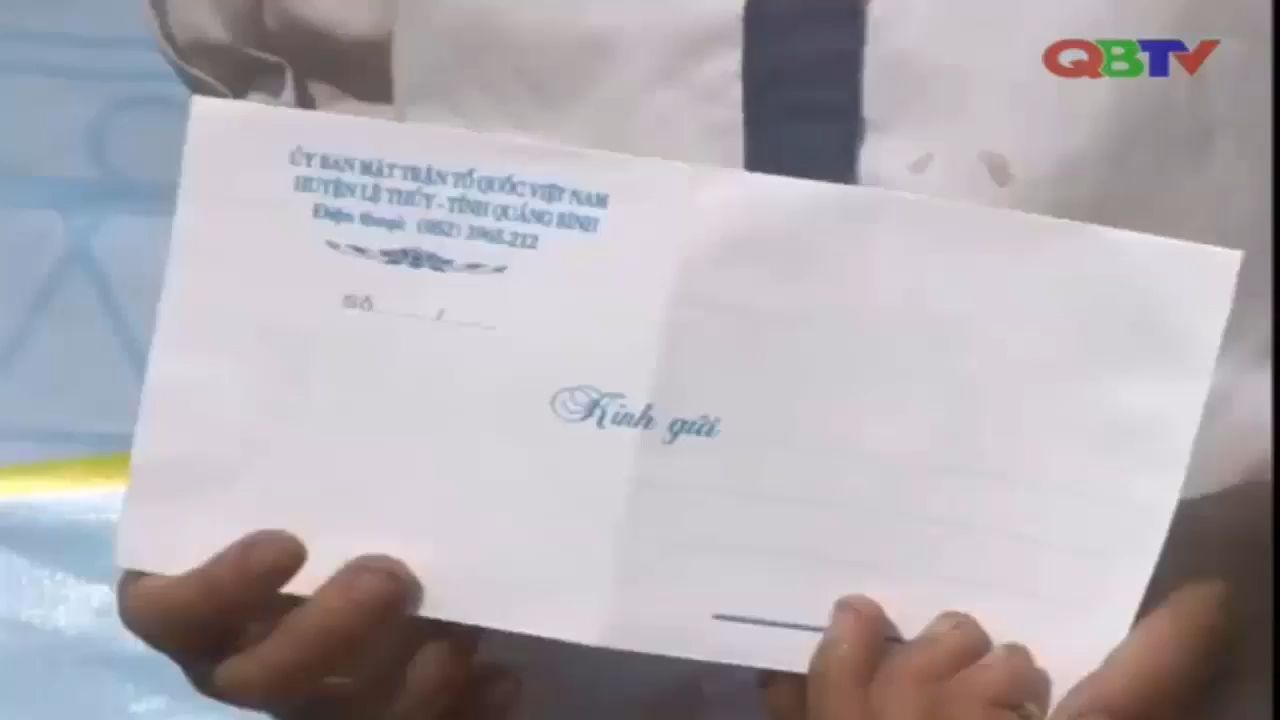 QBTV
ỦY BAN MẶT TRẬN TỔ QUỐC VIỆT NAM
HUYỆN LỆ THỦY - TỈNH QUẢNG BÌNH
Điện thoại: (052) 3965.212
Số ......./.......
Kính gửi